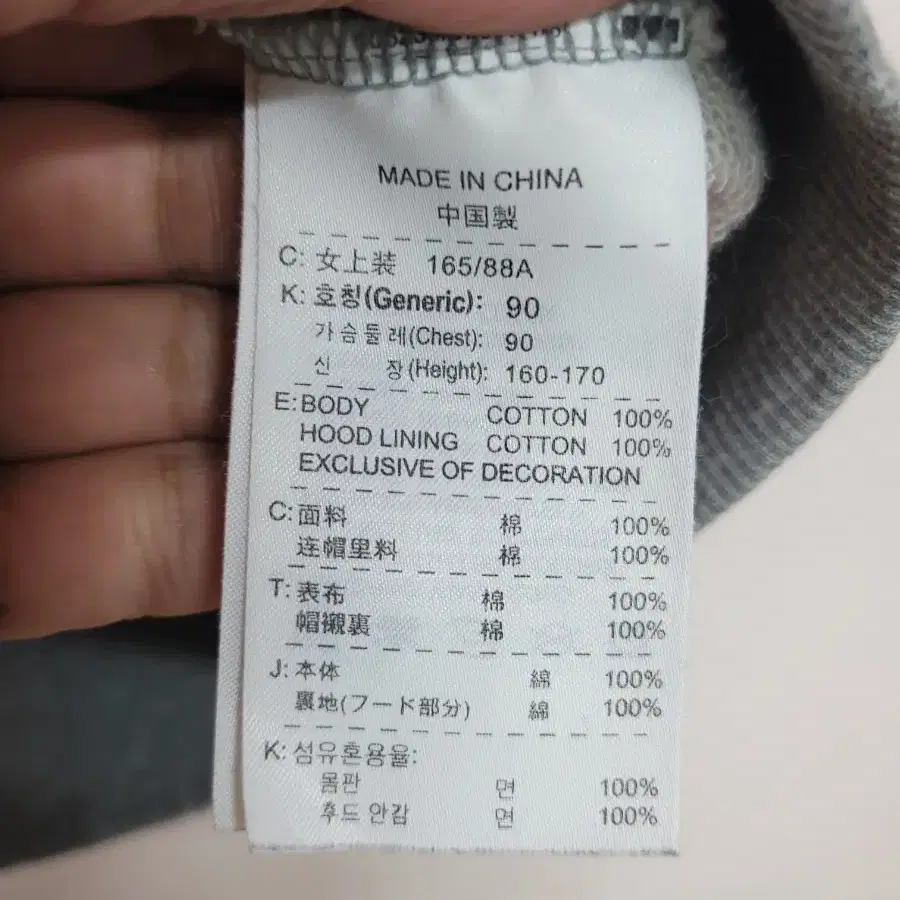 MADE IN CHINA
中国製
C: 女上装 165/88A
K: 호칭(Generic): 90
가슴둘레(Chest): 90
신 장(Height): 160-170
E:BODY COTTON 100%
HOOD LINING COTTON 100%
EXCLUSIVE OF DECORATION
C:面料 棉 100%
连帽里料 棉 100%
T:表布 棉 100%
帽襯裏 棉 100%
J:本体 綿 100%
裏地(フード部分) 綿 100%
K:섬유혼용율:
몸판 면 100%
후드 안감 면 100%